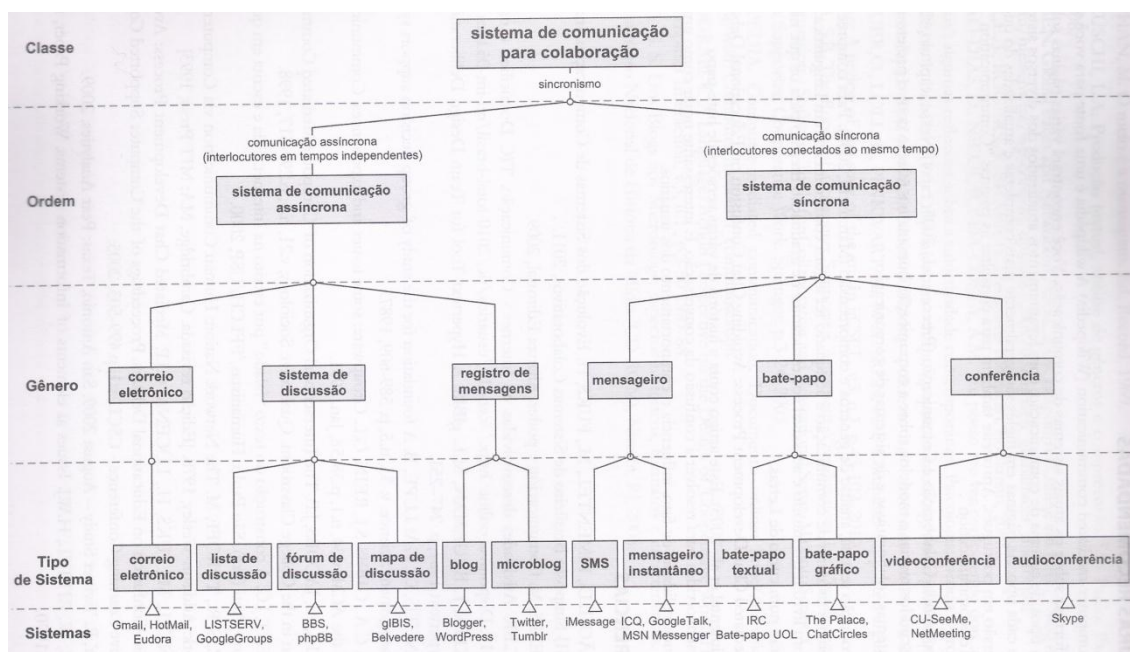 Classe
sistema de comunicação
para colaboração
sincronismo
comunicação assíncrona
(interlocutores em tempos independentes)
comunicação síncrona
(interlocutores conectados ao mesmo tempo)
Ordem
sistema de comunicação
assíncrona
sistema de comunicação
síncrona
Gênero
correio
eletrônico
sistema de
discussão
registro de
mensagens
mensageiro
bate-papo
conferência
Tipo
de Sistema
correio
eletrônico
lista de
discussão
fórum de
discussão
mapa de
discussão
blog
microblog
SMS
mensageiro
instantâneo
bate-papo
textual
bate-papo
gráfico
videoconferência
audioconferência
Sistemas
Gmail, HotMail,
Eudora
LISTSERV,
GoogleGroups
BBS,
phpBB
gIBIS,
Belvedere
Blogger,
WordPress
Twitter,
Tumblr
iMessage
ICQ, GoogleTalk,
MSN Messenger
IRC
Bate-papo UOL
The Palace,
ChatCircles
CU-SeeMe,
NetMeeting
Skype